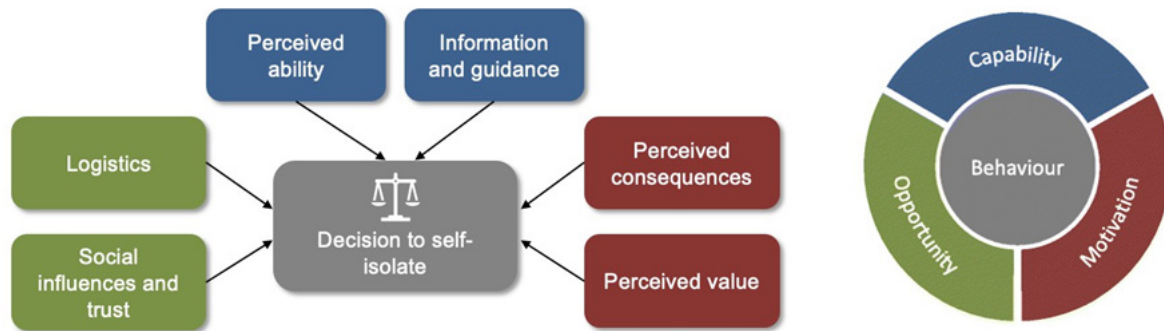 Perceived
ability
Information
and guidance
Logistics
Social
influences and
trust
Decision to self-
isolate
Perceived
consequences
Perceived value
Capability
Opportunity
Behaviour
Motivation